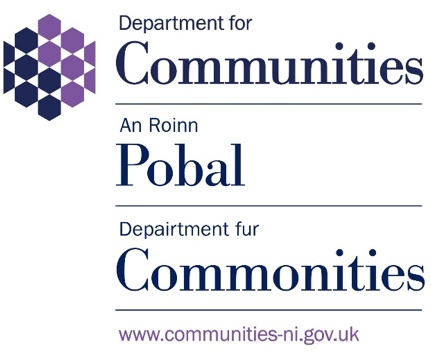 Department for
Communities
An Roinn
Pobal
Depairtment fur
Commonities
www.communities-ni.gov.uk